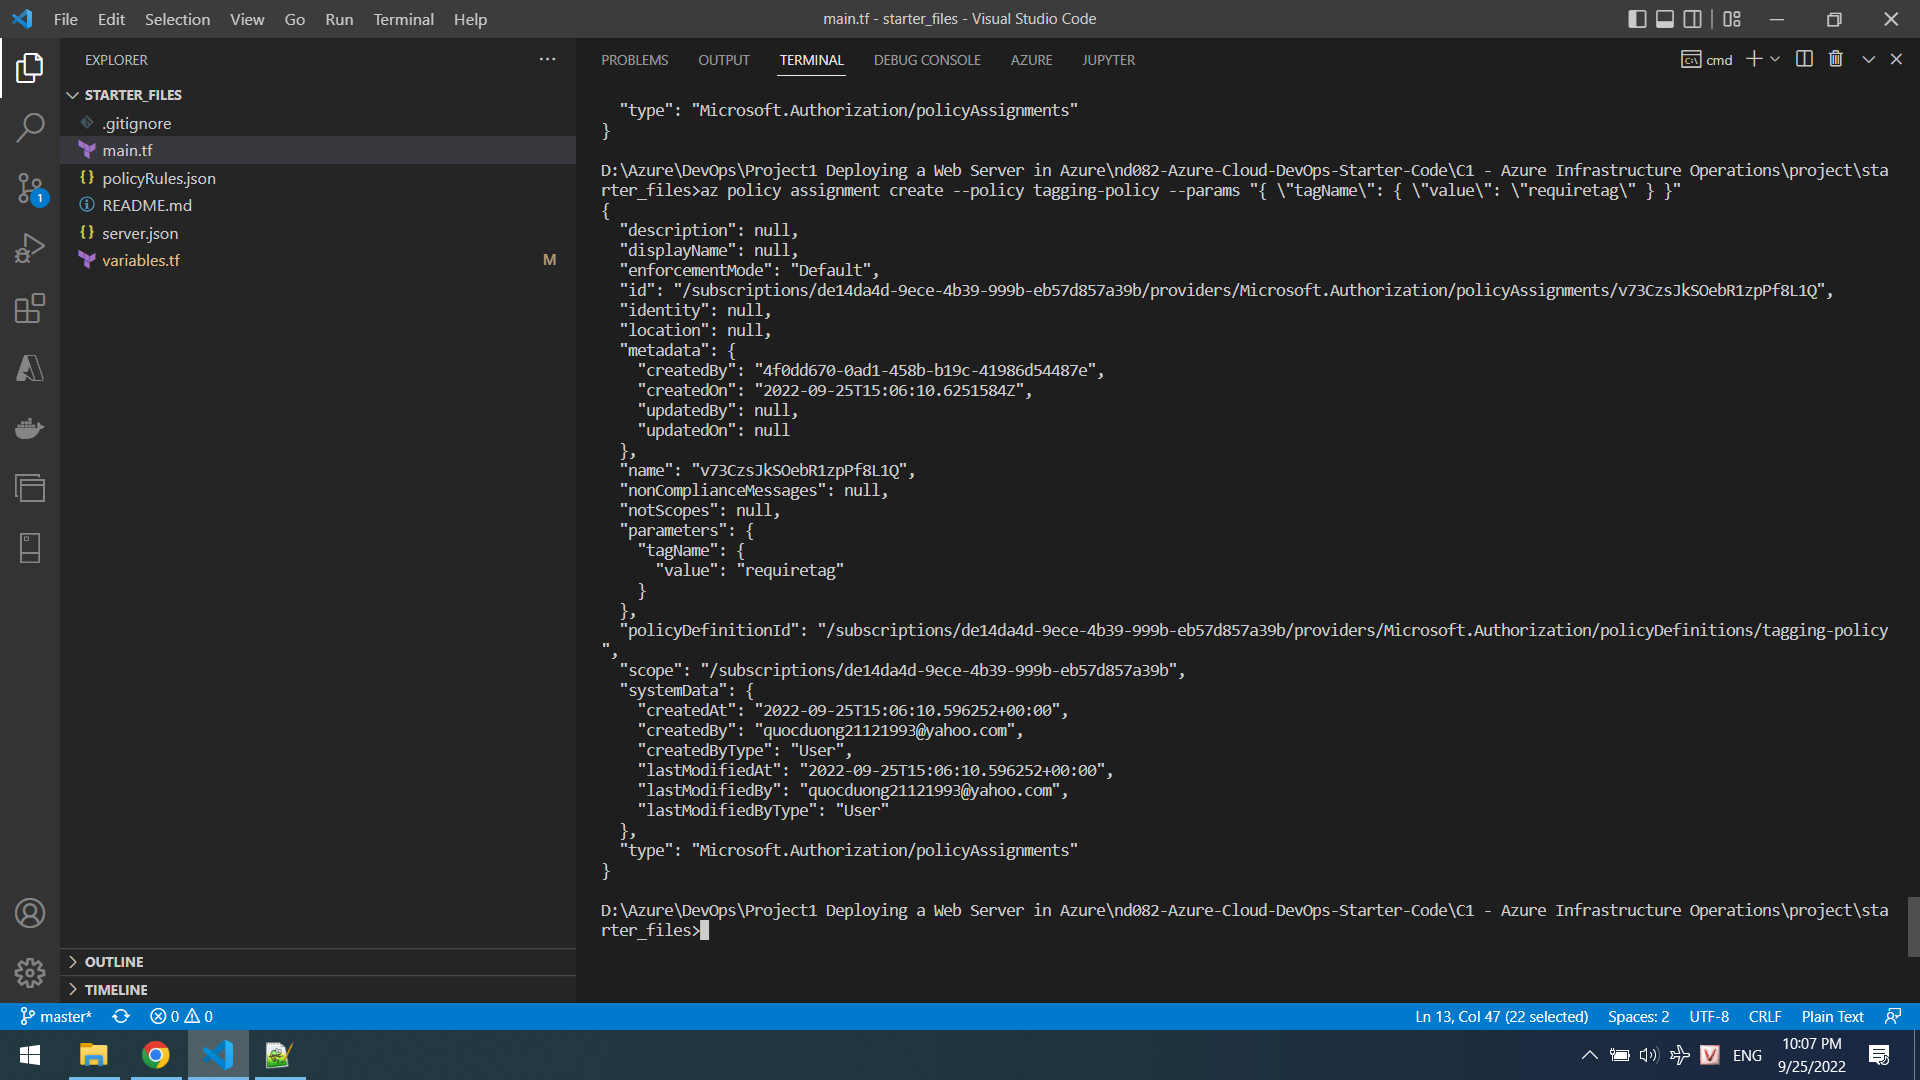 File Edit Selection View Go Run Terminal Help
main.tf - starter_files - Visual Studio Code
EXPLORER
STARTER_FILES
.gitignore
main.tf
policyRules.json
README.md
server.json
variables.tf M
1
OUTLINE
TIMELINE
PROBLEMS OUTPUT TERMINAL DEBUG CONSOLE AZURE JUPYTER
cmd
"type": "Microsoft.Authorization/policyAssignments"
}
D:\Azure\DevOps\Project1 Deploying a Web Server in Azure\nd082-Azure-Cloud-DevOps-Starter-Code\C1 - Azure Infrastructure Operations\project\sta
rter_files>az policy assignment create --policy tagging-policy --params "{ \"tagName\": { \"value\": \"requiretag\" } }"
{
"description": null,
"displayName": null,
"enforcementMode": "Default",
"id": "/subscriptions/de14da4d-9ece-4b39-999b-eb57d857a39b/providers/Microsoft.Authorization/policyAssignments/v73CzsJkSOebR1zpPf8L1Q",
"identity": null,
"location": null,
"metadata": {
"createdBy": "4f0dd670-0ad1-458b-b19c-41986d54487e",
"createdOn": "2022-09-25T15:06:10.6251584Z",
"updatedBy": null,
"updatedOn": null
},
"name": "v73CzsJkSOebR1zpPf8L1Q",
"nonComplianceMessages": null,
"notScopes": null,
"parameters": {
"tagName": {
"value": "requiretag"
}
},
"policyDefinitionId": "/subscriptions/de14da4d-9ece-4b39-999b-eb57d857a39b/providers/Microsoft.Authorization/policyDefinitions/tagging-policy
",
"scope": "/subscriptions/de14da4d-9ece-4b39-999b-eb57d857a39b",
"systemData": {
"createdAt": "2022-09-25T15:06:10.596252+00:00",
"createdBy": "quocduong21121993@yahoo.com",
"createdByType": "User",
"lastModifiedAt": "2022-09-25T15:06:10.596252+00:00",
"lastModifiedBy": "quocduong21121993@yahoo.com",
"lastModifiedByType": "User"
},
"type": "Microsoft.Authorization/policyAssignments"
}
D:\Azure\DevOps\Project1 Deploying a Web Server in Azure\nd082-Azure-Cloud-DevOps-Starter-Code\C1 - Azure Infrastructure Operations\project\sta
rter_files>
master* 0 0 Ln 13, Col 47 (22 selected) Spaces: 2 UTF-8 CRLF Plain Text
V ENG 10:07 PM
9/25/2022